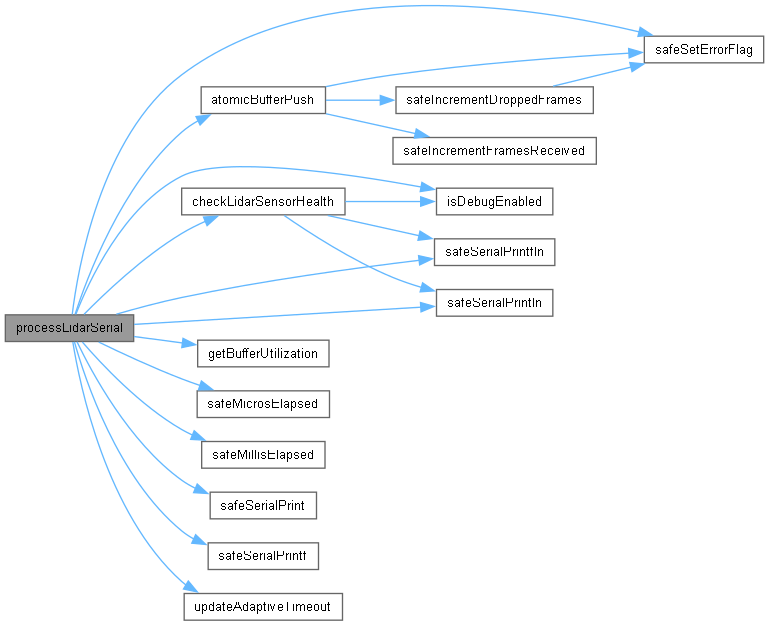 safeSetErrorFlag
atomicBufferPush
safeIncrementDroppedFrames
safeIncrementFramesReceived
checkLidarSensorHealth
isDebugEnabled
safeSerialPrintfln
safeSerialPrintln
processLidarSerial
getBufferUtilization
safeMicrosElapsed
safeMillisElapsed
safeSerialPrint
safeSerialPrintf
updateAdaptiveTimeout